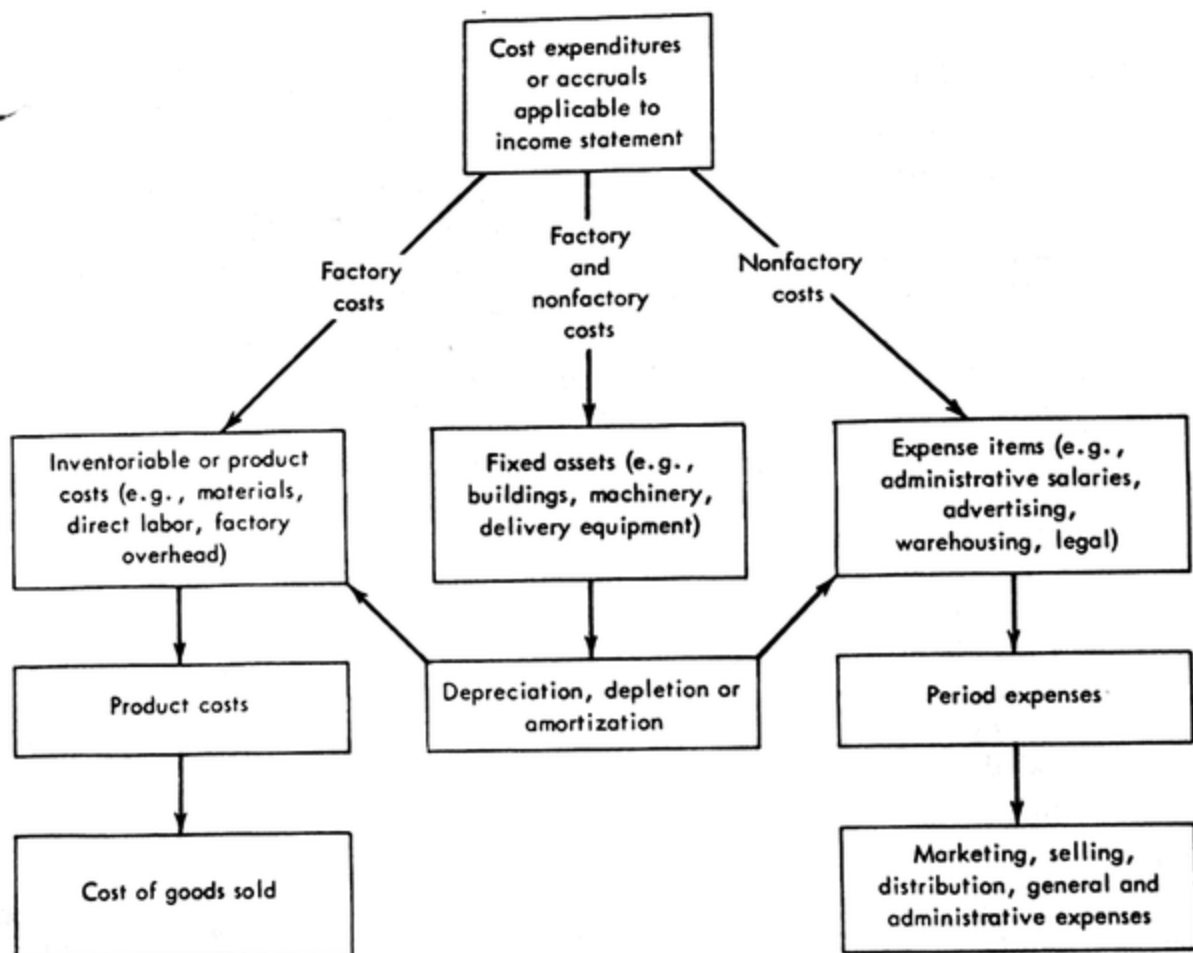 Cost expenditures
or accruals
applicable to
income statement
Factory
costs
Factory
and
nonfactory
costs
Nonfactory
costs
Inventoriable or product
costs (e.g., materials,
direct labor, factory
overhead)
Fixed assets (e.g.,
buildings, machinery,
delivery equipment)
Expense items (e.g.,
administrative salaries,
advertising,
warehousing, legal)
Product costs
Depreciation, depletion or
amortization
Period expenses
Cost of goods sold
Marketing, selling,
distribution, general and
administrative expenses